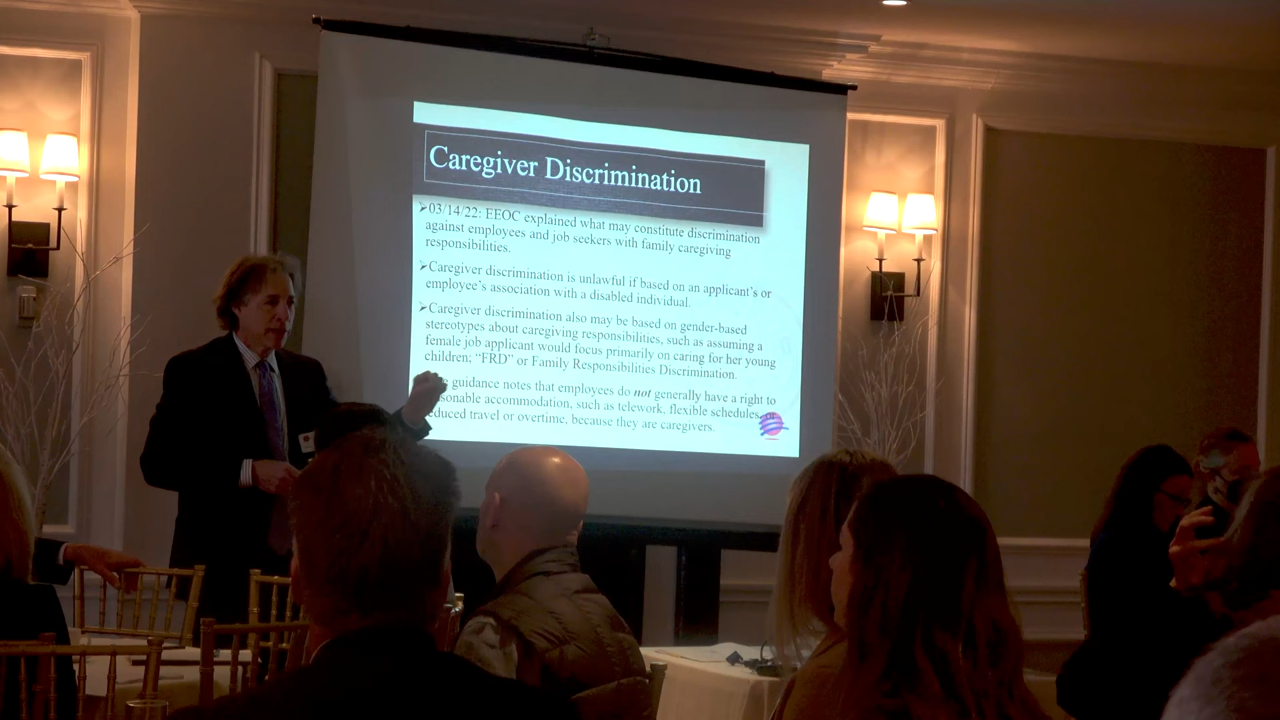 Caregiver Discrimination
➤03/14/22: EEOC explained what may constitute discrimination
against employees and job seekers with family caregiving
responsibilities.
➤Caregiver discrimination is unlawful if based on an applicant's or
employee's association with a disabled individual.
➤Caregiver discrimination also may be based on gender-based
stereotypes about caregiving responsibilities, such as assuming a
female job applicant would focus primarily on caring for her young
children; "FRD" or Family Responsibilities Discrimination.
guidance notes that employees do not generally have a right to
sonable accommodation, such as telework, flexible schedules,
educed travel or overtime, because they are caregivers.